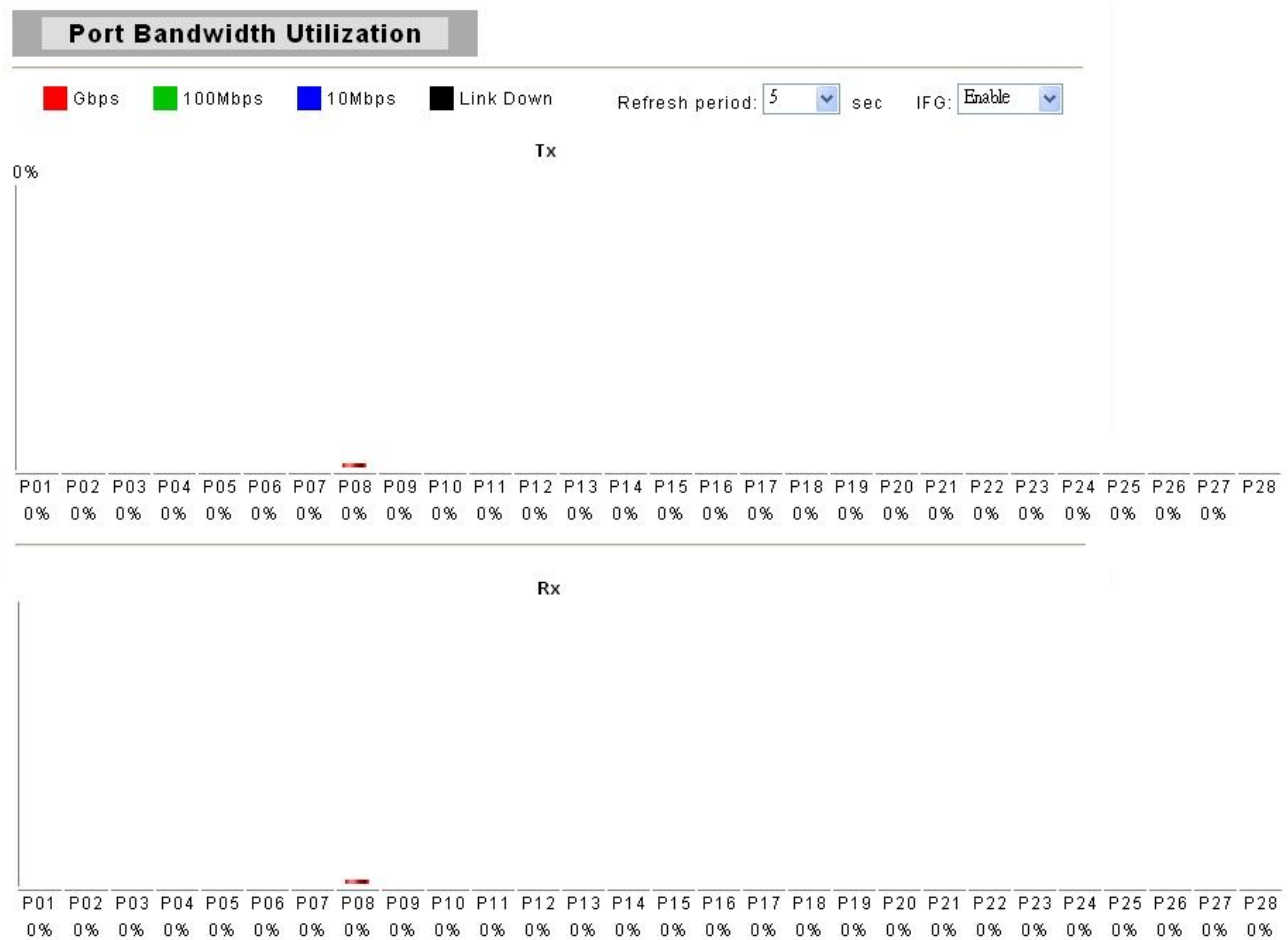 Port Bandwidth Utilization
Gbps 100Mbps 10Mbps Link Down Refresh period: 5 sec IFG: Enable
Tx
0%
P01 P02 P03 P04 P05 P06 P07 P08 P09 P10 P11 P12 P13 P14 P15 P16 P17 P18 P19 P20 P21 P22 P23 P24 P25 P26 P27 P28
0% 0% 0% 0% 0% 0% 0% 0% 0% 0% 0% 0% 0% 0% 0% 0% 0% 0% 0% 0% 0% 0% 0% 0% 0% 0% 0%
Rx
P01 P02 P03 P04 P05 P06 P07 P08 P09 P10 P11 P12 P13 P14 P15 P16 P17 P18 P19 P20 P21 P22 P23 P24 P25 P26 P27 P28
0% 0% 0% 0% 0% 0% 0% 0% 0% 0% 0% 0% 0% 0% 0% 0% 0% 0% 0% 0% 0% 0% 0% 0% 0% 0% 0% 0%